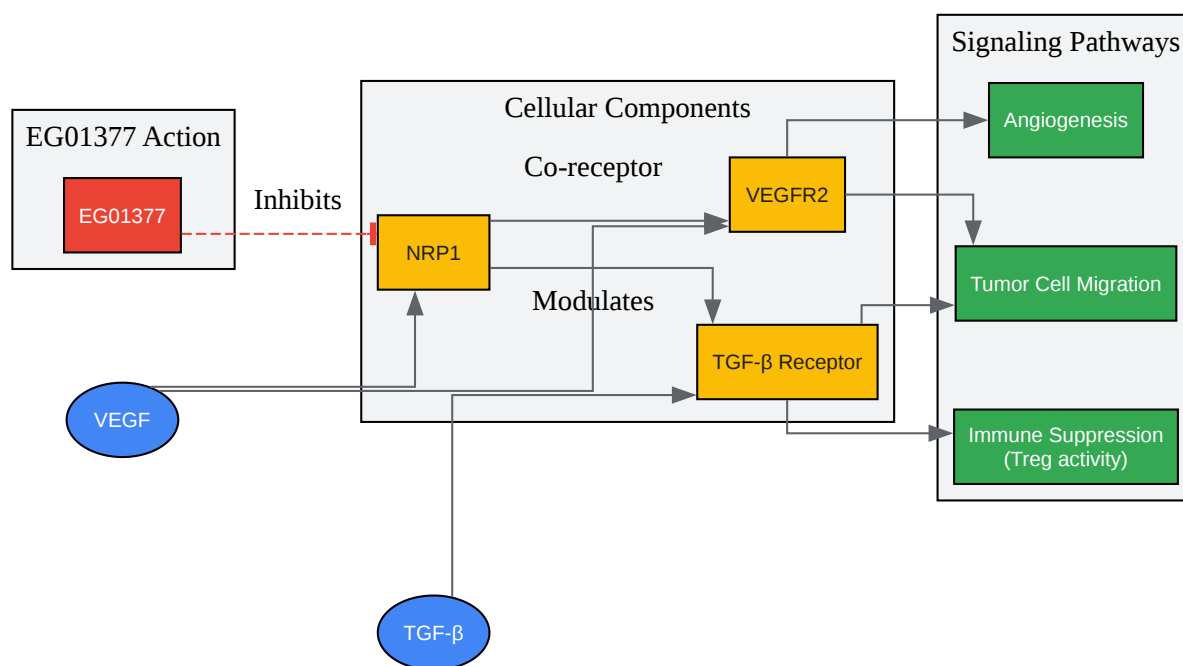 Signaling Pathways
Angiogenesis
Cellular Components
EG01377 Action
Co-receptor
VEGFR2
Inhibits
EG01377
NRP1
Tumor Cell Migration
Modulates
TGF-β Receptor
VEGF
Immune Suppression
(Treg activity)
TGF-β